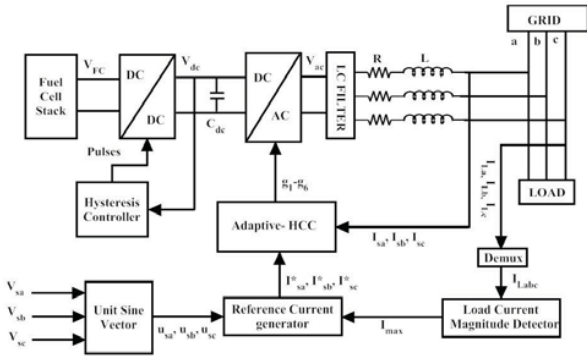 GRID
a b c
Fuel
Cell
Stack
V_FC
DC
DC
V_dc
C_dc
DC
AC
V_ac
LC FILTER
R
L
Pulses
Hysteresis
Controller
g1-g6
Adaptive- HCC
I_sa, I_sb, I_sc
I_La, I_Lb, I_Lc
LOAD
Demux
I_Labc
Load Current
Magnitude Detector
I_max
Reference Current
generator
I*_sa, I*_sb, I*_sc
V_sa
V_sb
V_sc
Unit Sine
Vector
u_sa, u_sb, u_sc